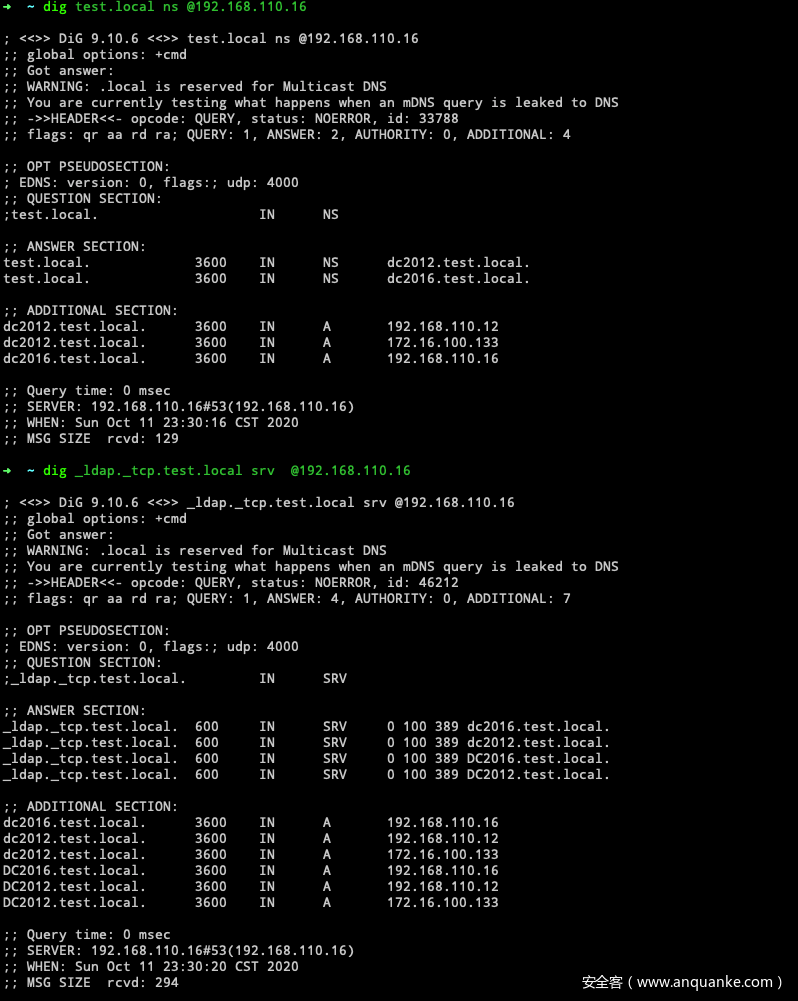 ➜  ~ dig test.local ns @192.168.110.16

; <<>> DiG 9.10.6 <<>> test.local ns @192.168.110.16
;; global options: +cmd
;; Got answer:
;; WARNING: .local is reserved for Multicast DNS
;; You are currently testing what happens when an mDNS query is leaked to DNS
;; ->>HEADER<<- opcode: QUERY, status: NOERROR, id: 33788
;; flags: qr aa rd ra; QUERY: 1, ANSWER: 2, AUTHORITY: 0, ADDITIONAL: 4

;; OPT PSEUDOSECTION:
; EDNS: version: 0, flags:; udp: 4000
;; QUESTION SECTION:
;test.local.                    IN      NS

;; ANSWER SECTION:
test.local.             3600    IN      NS      dc2012.test.local.
test.local.             3600    IN      NS      dc2016.test.local.

;; ADDITIONAL SECTION:
dc2012.test.local.      3600    IN      A       192.168.110.12
dc2012.test.local.      3600    IN      A       172.16.100.133
dc2016.test.local.      3600    IN      A       192.168.110.16

;; Query time: 0 msec
;; SERVER: 192.168.110.16#53(192.168.110.16)
;; WHEN: Sun Oct 11 23:30:16 CST 2020
;; MSG SIZE  rcvd: 129

➜  ~ dig _ldap._tcp.test.local srv  @192.168.110.16

; <<>> DiG 9.10.6 <<>> _ldap._tcp.test.local srv @192.168.110.16
;; global options: +cmd
;; Got answer:
;; WARNING: .local is reserved for Multicast DNS
;; You are currently testing what happens when an mDNS query is leaked to DNS
;; ->>HEADER<<- opcode: QUERY, status: NOERROR, id: 46212
;; flags: qr aa rd ra; QUERY: 1, ANSWER: 4, AUTHORITY: 0, ADDITIONAL: 7

;; OPT PSEUDOSECTION:
; EDNS: version: 0, flags:; udp: 4000
;; QUESTION SECTION:
;_ldap._tcp.test.local.         IN      SRV

;; ANSWER SECTION:
_ldap._tcp.test.local.  600     IN      SRV     0 100 389 dc2016.test.local.
_ldap._tcp.test.local.  600     IN      SRV     0 100 389 dc2012.test.local.
_ldap._tcp.test.local.  600     IN      SRV     0 100 389 DC2016.test.local.
_ldap._tcp.test.local.  600     IN      SRV     0 100 389 DC2012.test.local.

;; ADDITIONAL SECTION:
dc2016.test.local.      3600    IN      A       192.168.110.16
dc2012.test.local.      3600    IN      A       192.168.110.12
dc2012.test.local.      3600    IN      A       172.16.100.133
DC2016.test.local.      3600    IN      A       192.168.110.16
DC2012.test.local.      3600    IN      A       192.168.110.12
DC2012.test.local.      3600    IN      A       172.16.100.133

;; Query time: 0 msec
;; SERVER: 192.168.110.16#53(192.168.110.16)
;; WHEN: Sun Oct 11 23:30:20 CST 2020
;; MSG SIZE  rcvd: 294
安全客（www.anquanke.com）